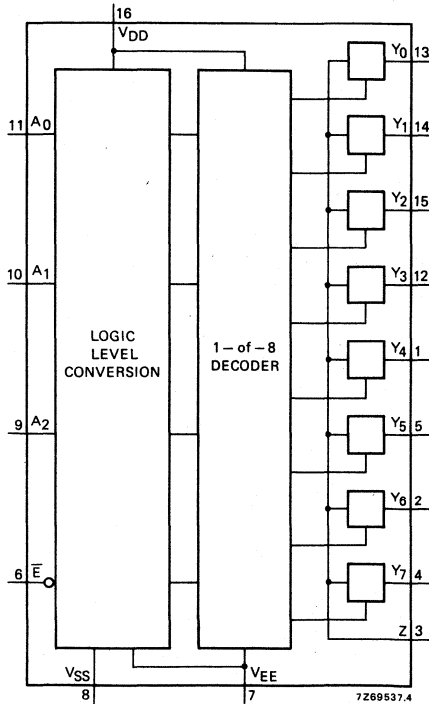 16
V_DD
Y0 13
11 A0
Y1 14
Y2 15
10 A1
Y3 12
LOGIC
LEVEL
CONVERSION
1-of-8
DECODER
Y4 1
9 A2
Y5 5
Y6 2
6 E̅
Y7 4
Z 3
VSS
VEE
8
7
7Z69537.4